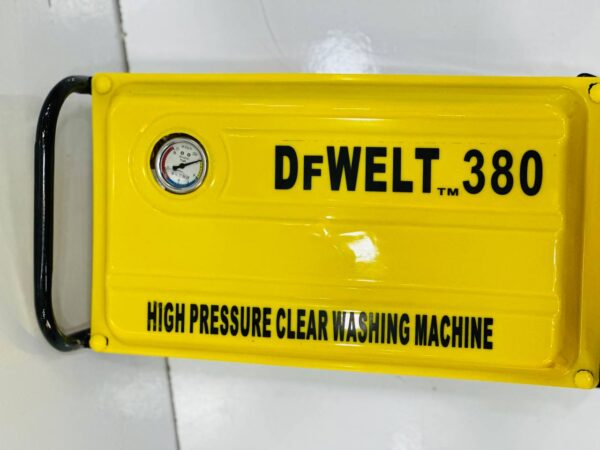 DFWELT™ 380
HIGH PRESSURE CLEAR WASHING MACHINE